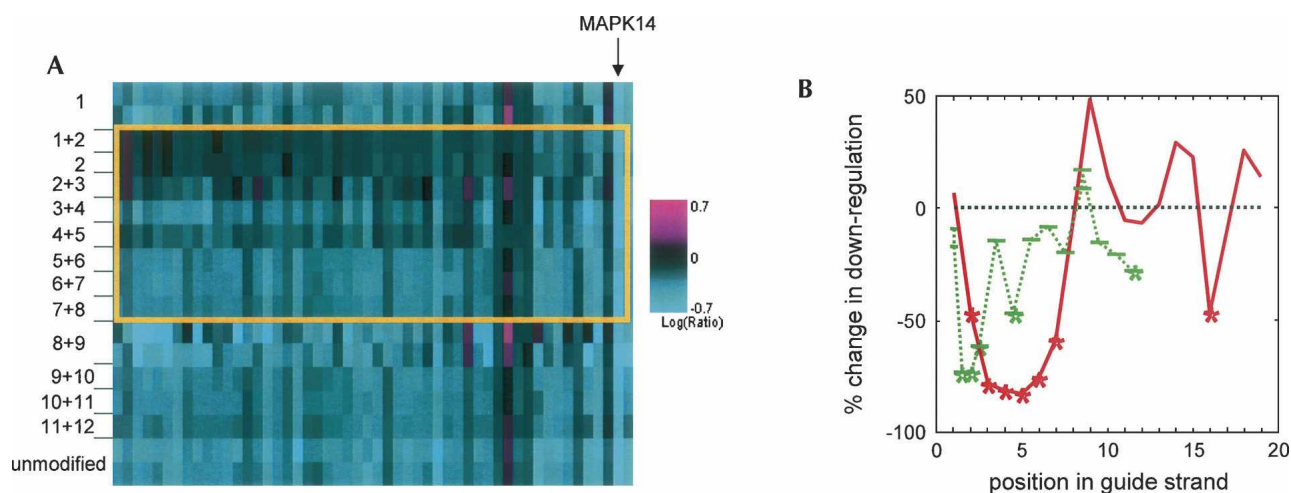 MAPK14
A
1
1+2
2
2+3
3+4
4+5
5+6
6+7
7+8
8+9
9+10
10+11
11+12
unmodified
0.7
0
-0.7
Log(Ratio)
B
50
0
-50
-100
% change in down-regulation
0 5 10 15 20
position in guide strand